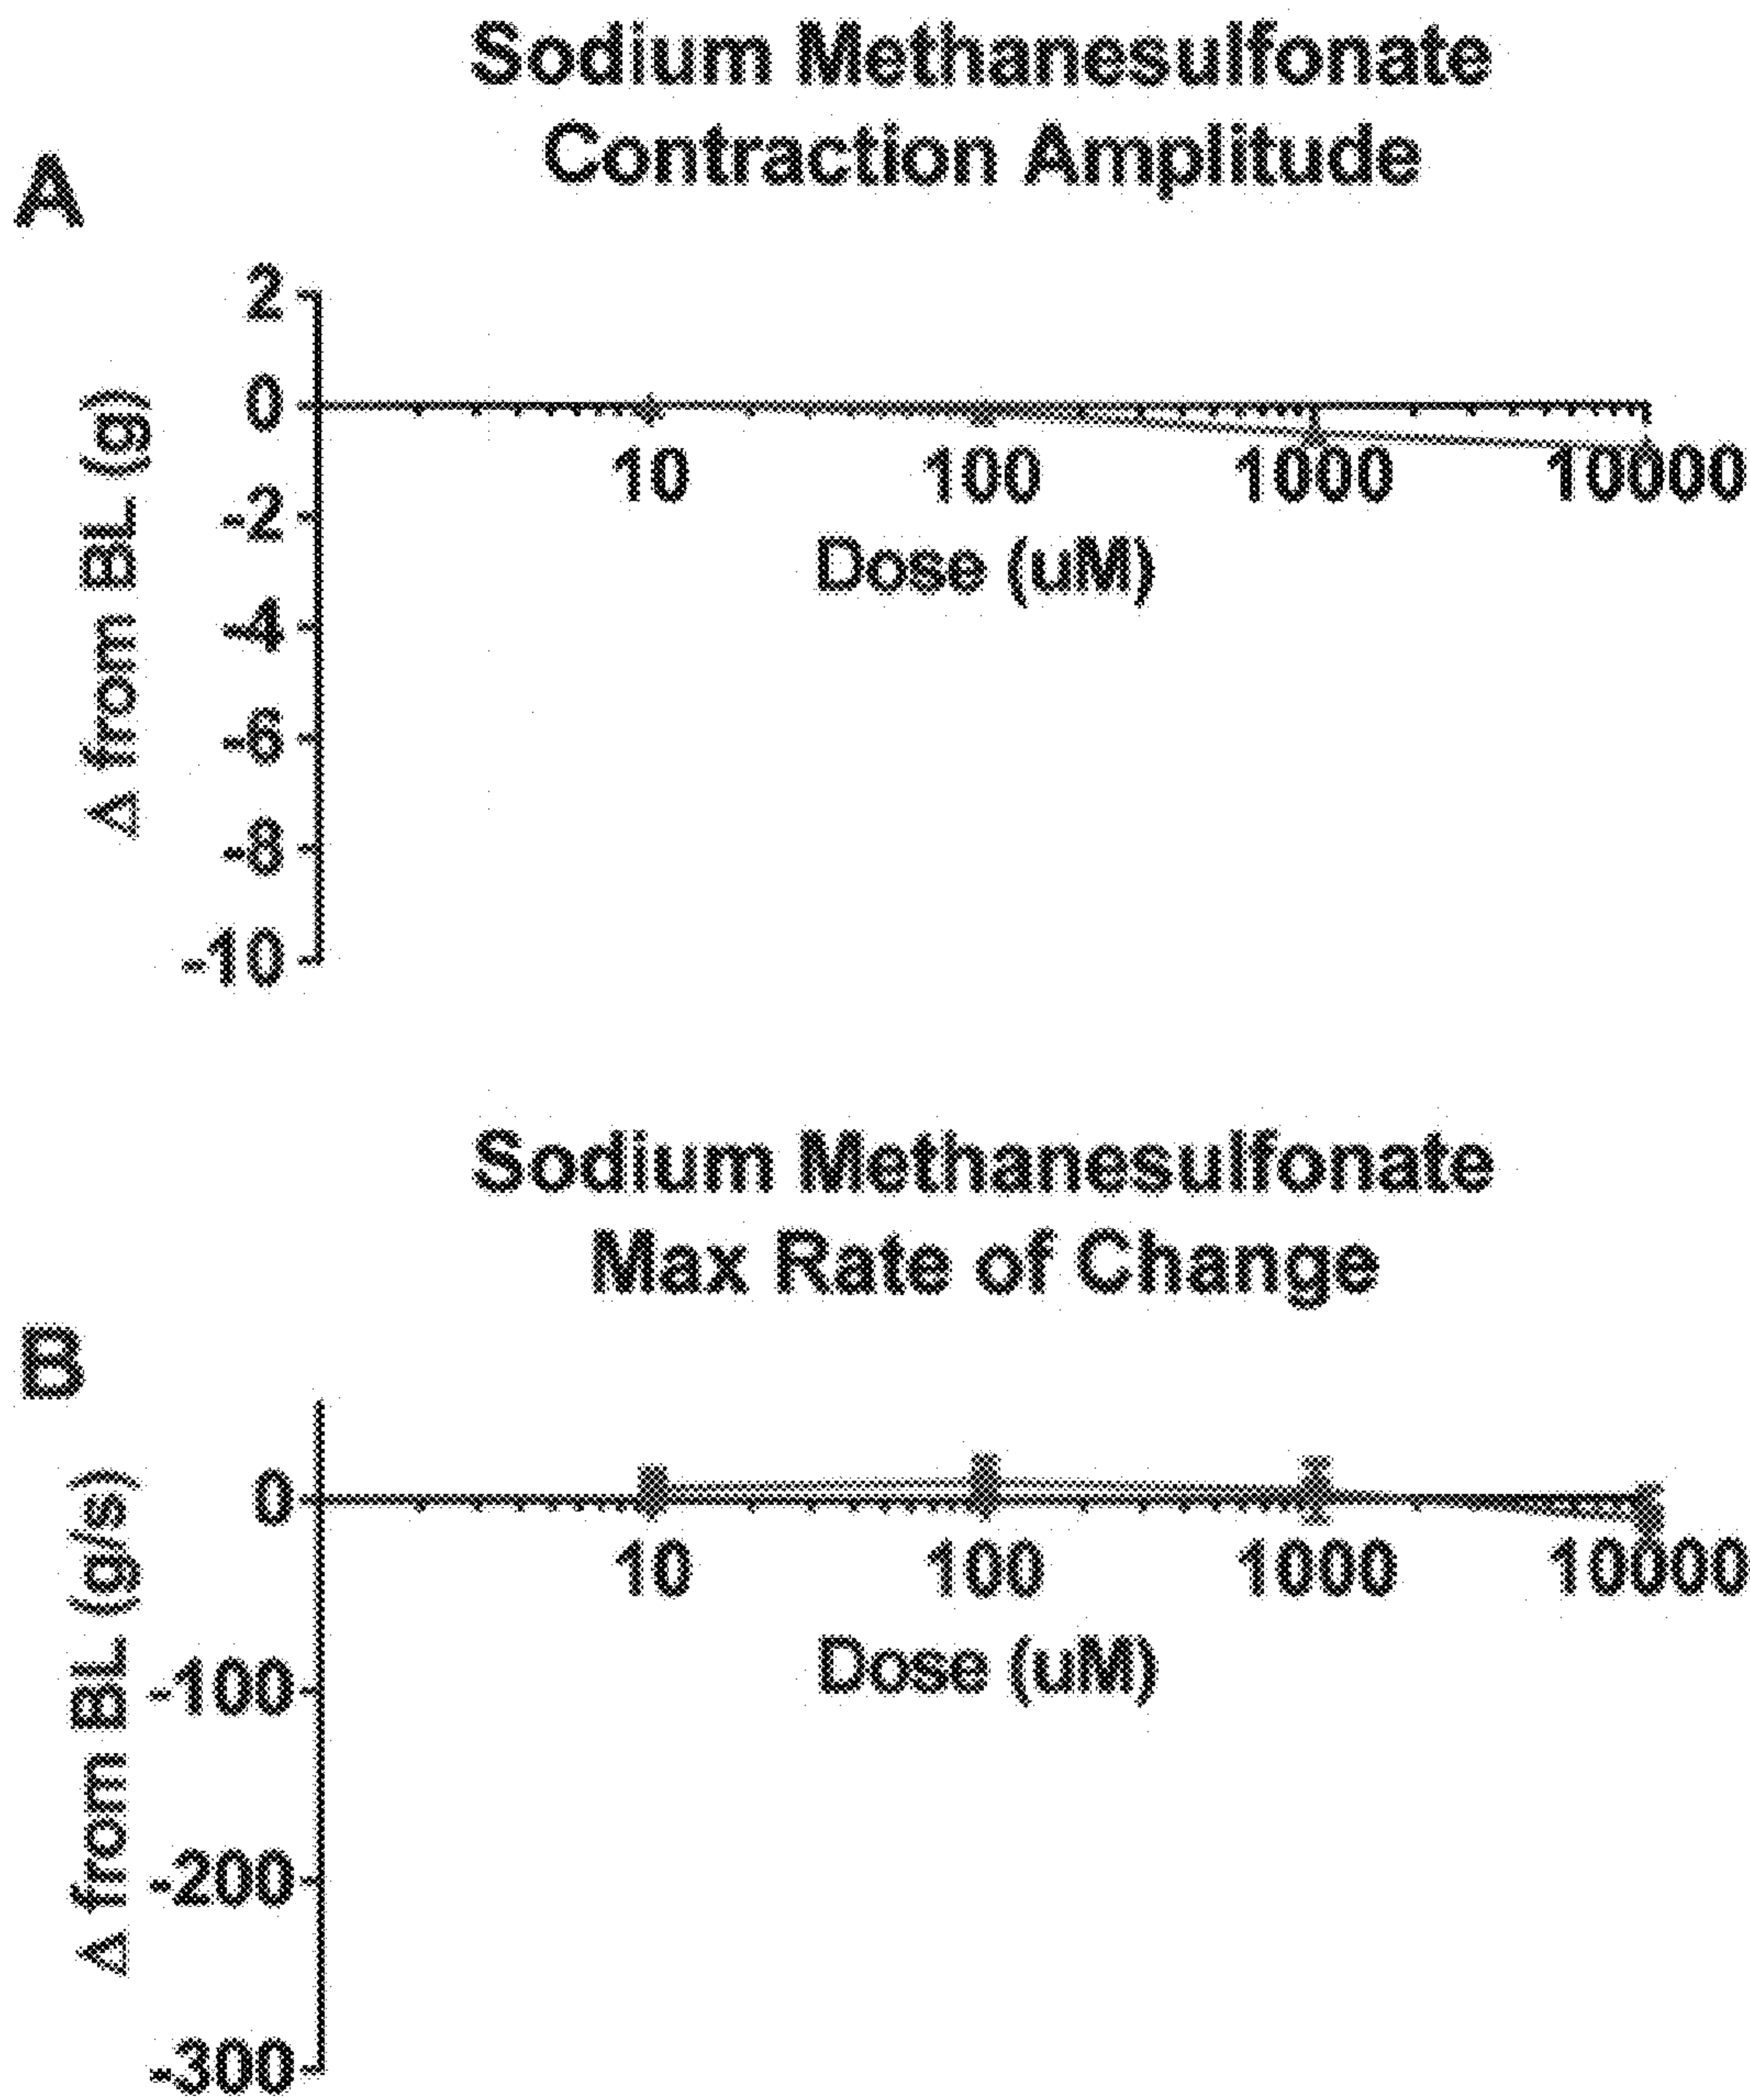 Sodium Methanesulfonate
Contraction Amplitude
A
2
0
-2
-4
-6
-8
-10
Δ from BL (g)
10 100 1000 10000
Dose (uM)
Sodium Methanesulfonate
Max Rate of Change
B
0
-100
-200
-300
Δ from BL (g/s)
10 100 1000 10000
Dose (uM)